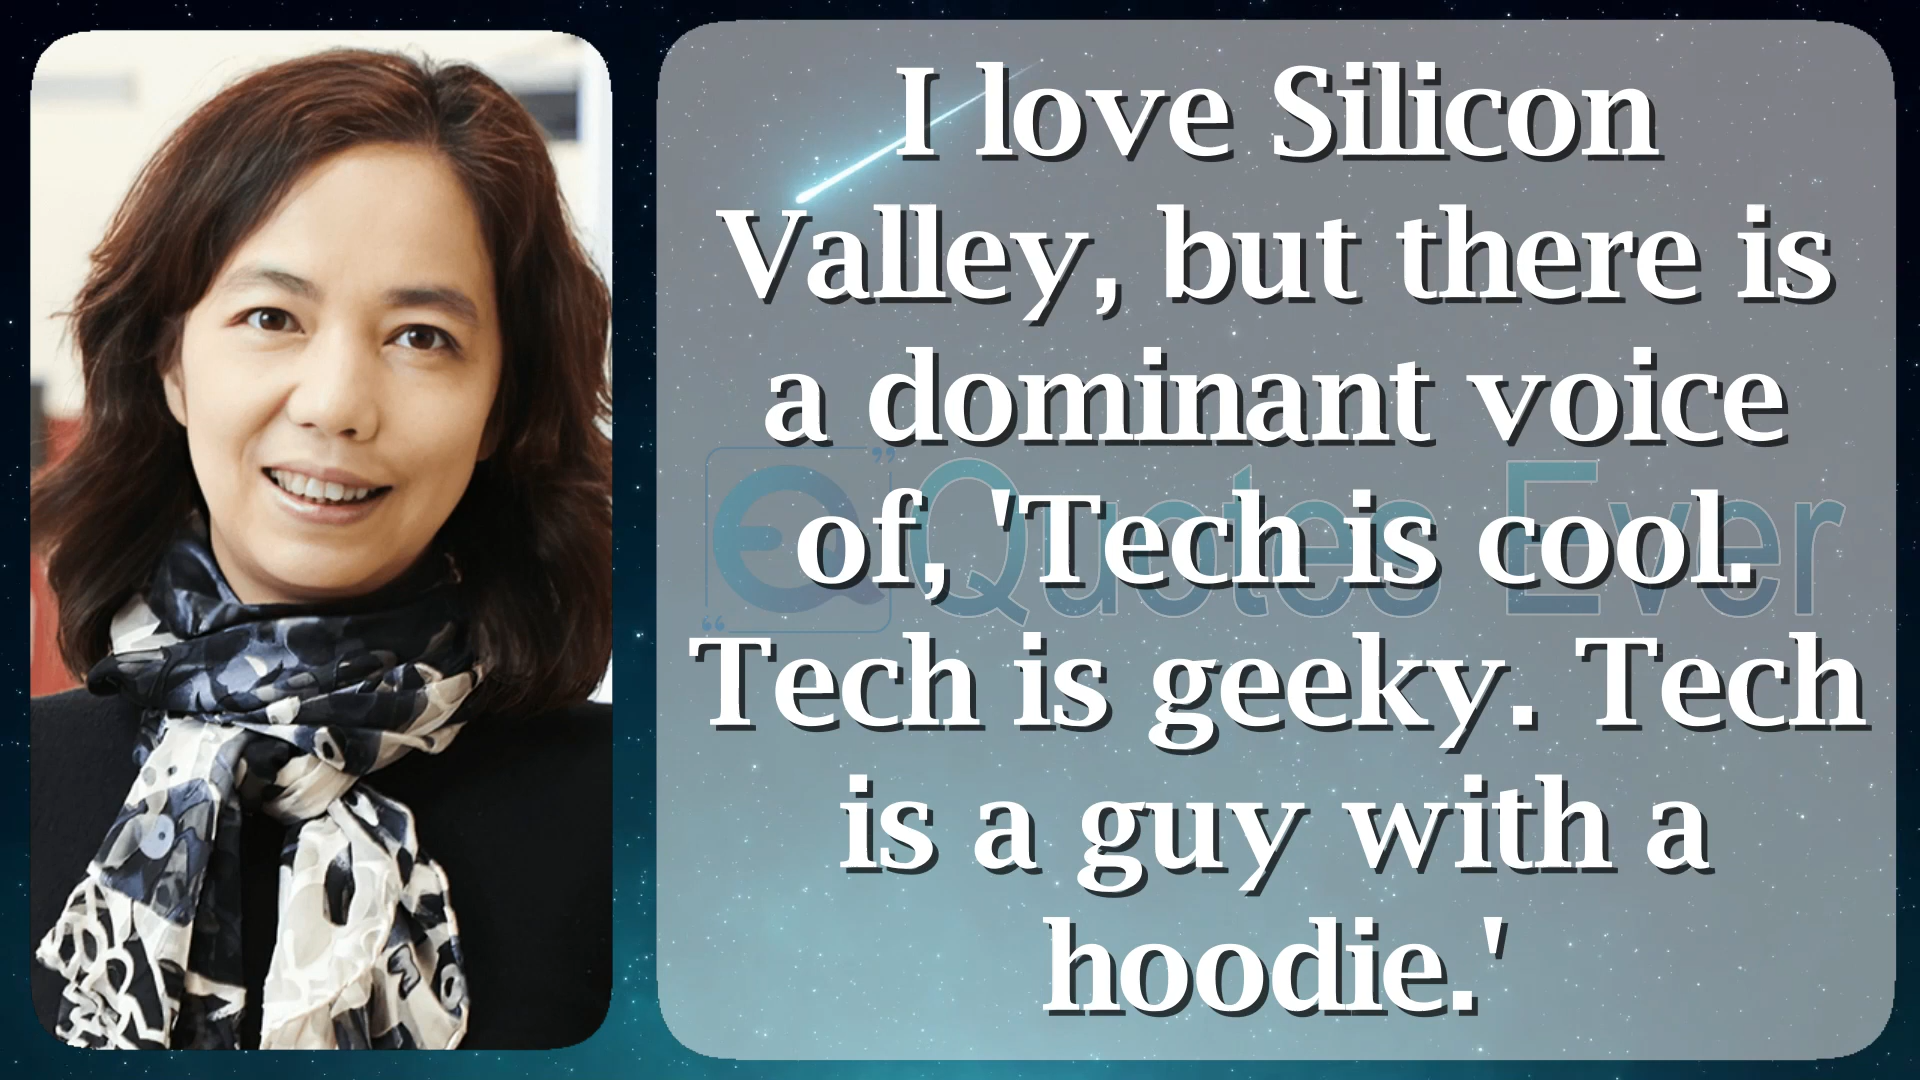 I love Silicon
Valley, but there is
a dominant voice
of, 'Tech is cool.
Tech is geeky. Tech
is a guy with a
hoodie.'
EQ Quotes Ever